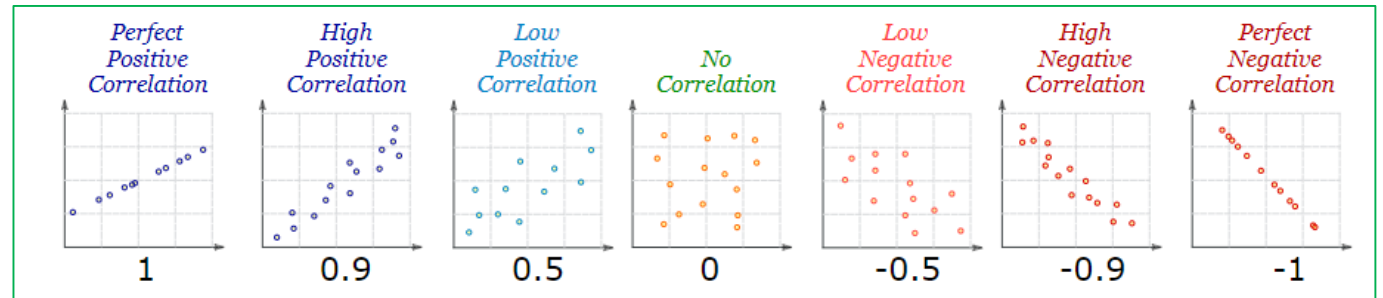 Perfect
Positive
Correlation
High
Positive
Correlation
Low
Positive
Correlation
No
Correlation
Low
Negative
Correlation
High
Negative
Correlation
Perfect
Negative
Correlation
1
0.9
0.5
0
-0.5
-0.9
-1